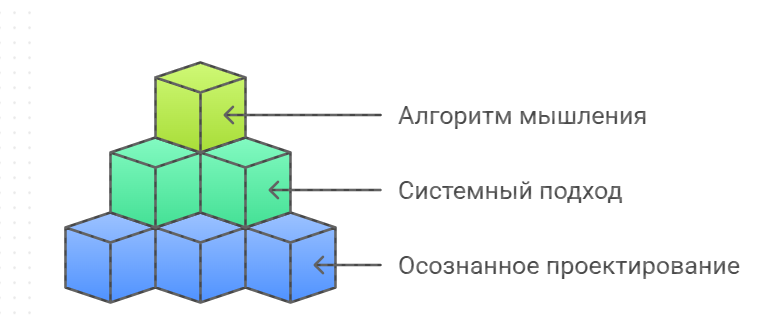 Алгоритм мышления
Системный подход
Осознанное проектирование